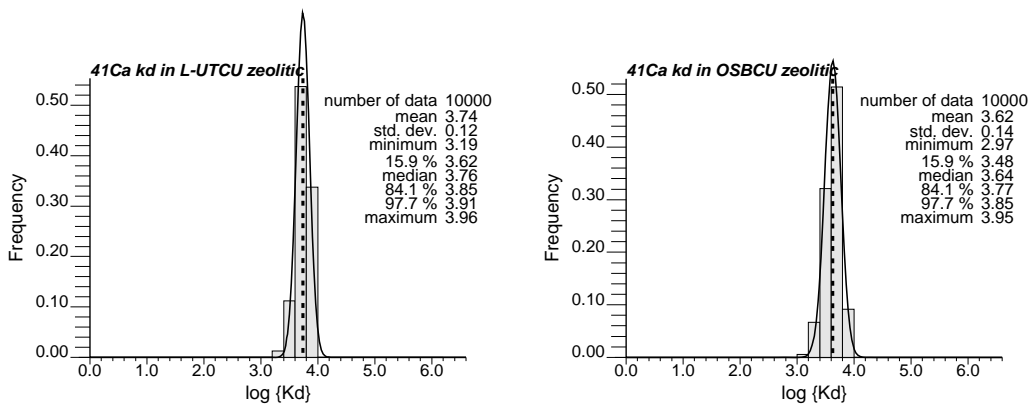 41Ca kd in L-UTCU zeolitic
number of data 10000
mean 3.74
std. dev. 0.12
minimum 3.19
15.9 % 3.62
median 3.76
84.1 % 3.85
97.7 % 3.91
maximum 3.96
Frequency
0.50
0.40
0.30
0.20
0.10
0.00
0.0 1.0 2.0 3.0 4.0 5.0 6.0
log {Kd}
41Ca kd in OSBCU zeolitic
number of data 10000
mean 3.62
std. dev. 0.14
minimum 2.97
15.9 % 3.48
median 3.64
84.1 % 3.77
97.7 % 3.85
maximum 3.95
Frequency
0.50
0.40
0.30
0.20
0.10
0.00
0.0 1.0 2.0 3.0 4.0 5.0 6.0
log {Kd}